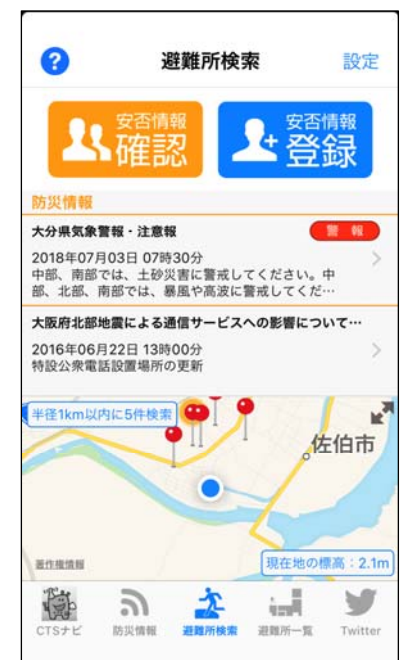 ?
避難所検索
設定
安否情報
確認
安否情報
登録
防災情報
大分県気象警報・注意報
警 報
2018年07月03日 07時30分
中部、南部では、土砂災害に警戒してください。中
部、北部、南部では、暴風や高波に警戒してくだ…
大阪府北部地震による通信サービスへの影響について…
2016年06月22日 13時00分
特設公衆電話設置場所の更新
半径1km以内に5件検索
佐伯市
著作権情報
現在地の標高：2.1m
CTSナビ
防災情報
避難所検索
避難所一覧
Twitter